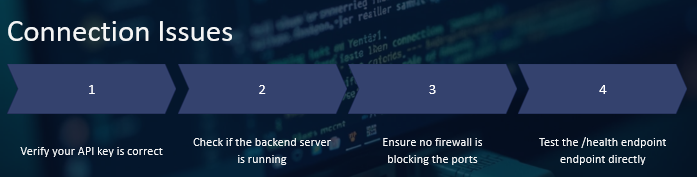 Connection Issues
1
2
3
4
Verify your API key is correct
Check if the backend server
is running
Ensure no firewall is
blocking the ports
Test the /health endpoint
endpoint directly